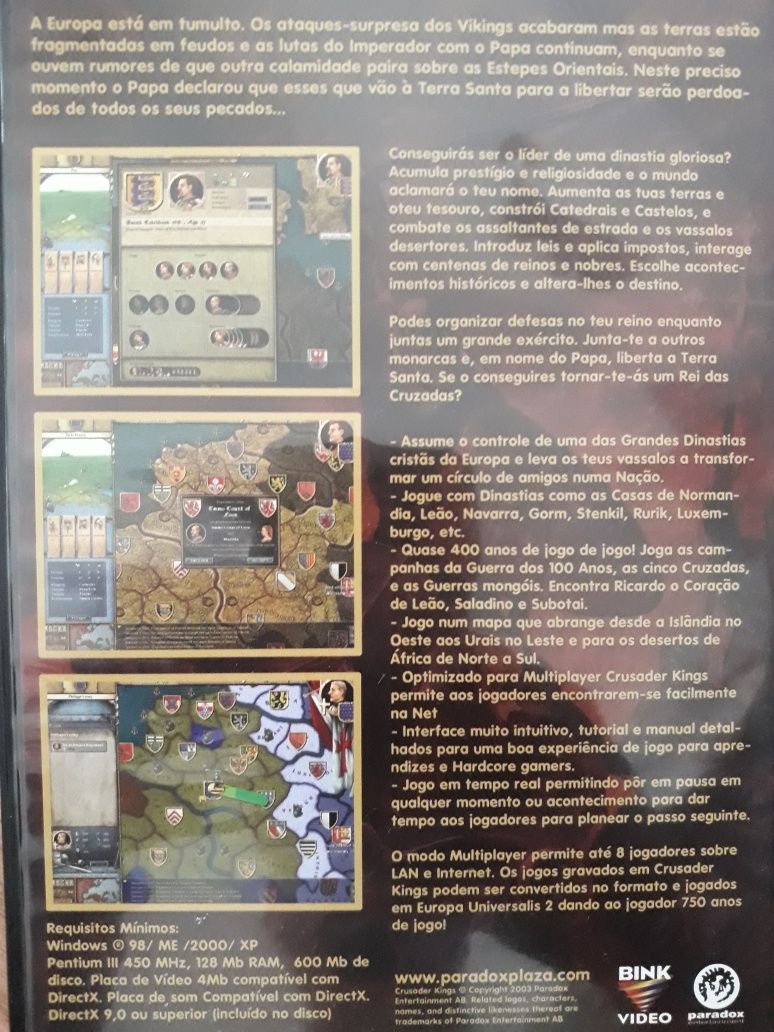 A Europa está em tumulto. Os ataques-surpresa dos Vikings acabaram mas as terras estão
fragmentadas em feudos e as lutas do Imperador com o Papa continuam, enquanto se
ouvem rumores de que outra calamidade paira sobre as Estepes Orientais. Neste preciso
momento o Papa declarou que esses que vão à Terra Santa para a libertar serão perdoa-
dos de todos os seus pecados...
Conseguirás ser o líder de uma dinastia gloriosa?
Acumula prestígio e religiosidade e o mundo
aclamará o teu nome. Aumenta as tuas terras e
oteu tesouro, constrói Catedrais e Castelos, e
combate os assaltantes de estrada e os vassalos
desertores. Introduz leis e aplica impostos, interage
com centenas de reinos e nobres. Escolhe aconteci-
imentos históricos e altera-lhes o destino.
Podes organizar defesas no teu reino enquanto
juntas um grande exército. Junta-te a outros
monarcas e, em nome do Papa, liberta a Terra
Santa. Se o conseguires tornar-te-ás um Rei das
Cruzadas?
- Assume o controle de uma das Grandes Dinastias
cristãs da Europa e leva os teus vassalos a transfor-
mar um círculo de amigos numa Nação.
- Jogue com Dinastias como as Casas de Norman-
dia, Leão, Navarra, Gorm, Stenkil, Rurik, Luxem-
burgo, etc.
- Quase 400 anos de jogo de jogo! Joga as cam-
panhas da Guerra dos 100 Anos, as cinco Cruzadas,
e as Guerras mongóis. Encontra Ricardo o Coração
de Leão, Saladino e Subotai.
- Jogo num mapa que abrange desde a Islândia no
Oeste aos Urais no Leste e para os desertos de
África de Norte a Sul.
- Optimizado para Multiplayer Crusader Kings
permite aos jogadores encontrarem-se facilmente
na Net
- Interface muito intuitivo, tutorial e manual detal-
hados para uma boa experiência de jogo para apre-
ndizes e Hardcore gamers.
- Jogo em tempo real permitindo pôr em pausa em
qualquer momento ou acontecimento para dar
tempo aos jogadores para planear o passo seguinte.
O modo Multiplayer permite até 8 jogadores sobre
LAN e Internet. Os jogos gravados em Crusader
Kings podem ser convertidos no formato e jogados
em Europa Universalis 2 dando ao jogador 750 anos
de jogo!
Requisitos Mínimos:
Windows ® 98/ ME /2000/ XP
Pentium III 450 MHz, 128 Mb RAM, 600 Mb de
disco. Placa de Vídeo 4Mb compatível com
DirectX. Placa de som Compatível com DirectX.
DirectX 9,0 ou superior (incluído no disco)
www.paradoxplaza.com
Crusader Kings © Copyright 2003 Paradox
Entertainment AB. Related logos, characters,
names, and distinctive likenesses thereof are
trademarks of Paradox Entertainment AB.
BINK
VIDEO
paradox
entertainment